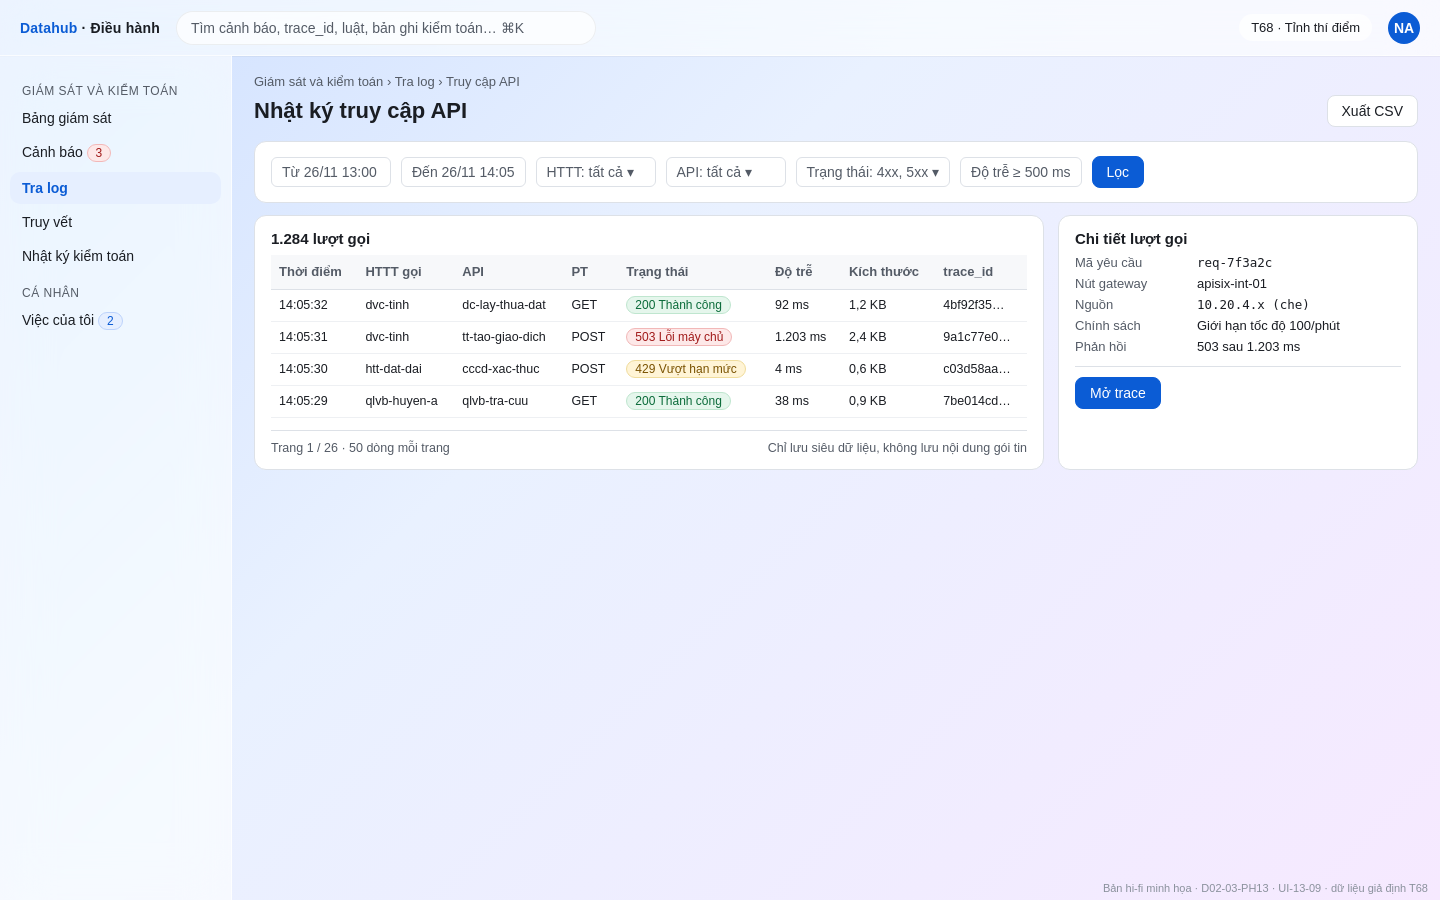 Datahub · Điều hành
Tìm cảnh báo, trace_id, luật, bản ghi kiểm toán… ⌘K
T68 · Tỉnh thí điểm
NA
GIÁM SÁT VÀ KIỂM TOÁN
Bảng giám sát
Cảnh báo 3
Tra log
Truy vết
Nhật ký kiểm toán
CÁ NHÂN
Việc của tôi 2
Giám sát và kiểm toán › Tra log › Truy cập API
Nhật ký truy cập API
Xuất CSV
Từ 26/11 13:00 Đến 26/11 14:05 HTTT: tất cả ▾ API: tất cả ▾ Trạng thái: 4xx, 5xx ▾ Độ trễ ≥ 500 ms Lọc
1.284 lượt gọi
Thời điểm HTTT gọi API PT Trạng thái Độ trễ Kích thước trace_id
14:05:32 dvc-tinh dc-lay-thua-dat GET 200 Thành công 92 ms 1,2 KB 4bf92f35…
14:05:31 dvc-tinh tt-tao-giao-dich POST 503 Lỗi máy chủ 1.203 ms 2,4 KB 9a1c77e0…
14:05:30 htt-dat-dai cccd-xac-thuc POST 429 Vượt hạn mức 4 ms 0,6 KB c03d58aa…
14:05:29 qlvb-huyen-a qlvb-tra-cuu GET 200 Thành công 38 ms 0,9 KB 7be014cd…
Trang 1 / 26 · 50 dòng mỗi trang Chỉ lưu siêu dữ liệu, không lưu nội dung gói tin
Chi tiết lượt gọi
Mã yêu cầu req-7f3a2c
Nút gateway apisix-int-01
Nguồn 10.20.4.x (che)
Chính sách Giới hạn tốc độ 100/phút
Phản hồi 503 sau 1.203 ms
Mở trace
Bản hi-fi minh họa · D02-03-PH13 · UI-13-09 · dữ liệu giả định T68